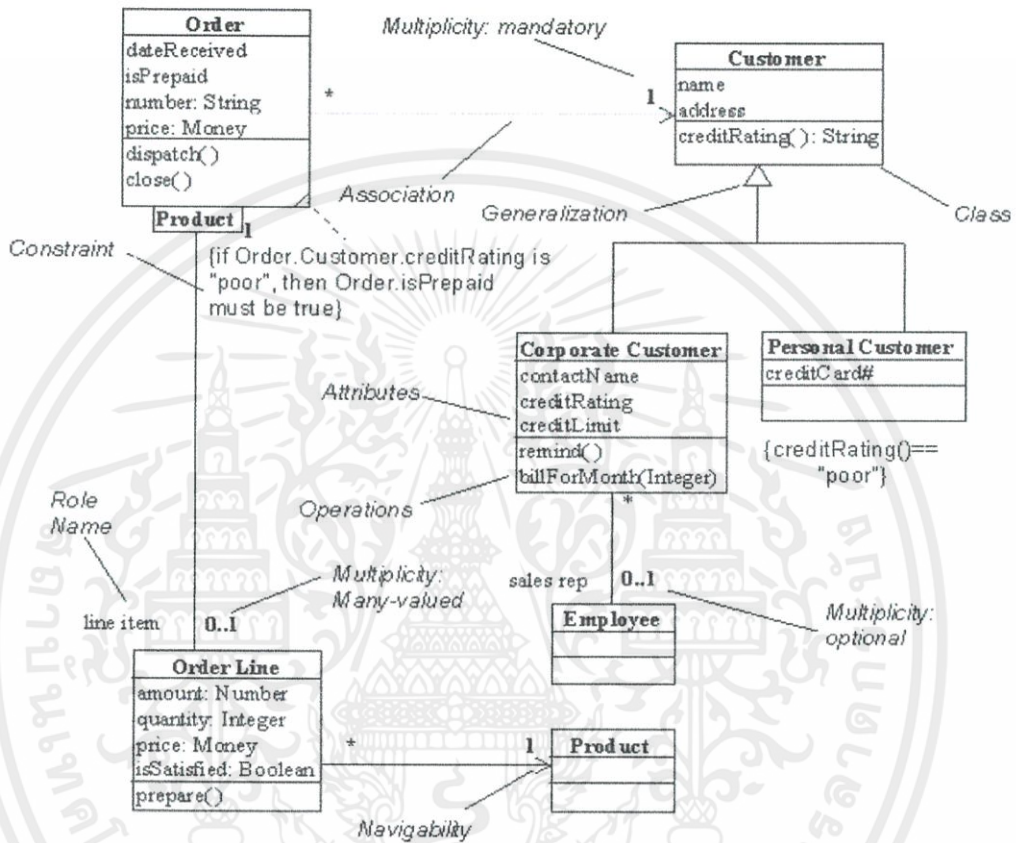 Order
dateReceived
isPrepaid
number: String
price: Money
dispatch()
close()
Product
1
Multiplicity: mandatory
*
1
Customer
name
address
creditRating(): String
Association
Generalization
Class
Constraint
{if Order.Customer.creditRating is
"poor", then Order.isPrepaid
must be true}
Corporate Customer
contactName
creditRating
creditLimit
remind()
billForMonth(Integer)
Personal Customer
creditCard#
{creditRating()==
"poor"}
Attributes
Operations
Role
Name
line item
0..1
Multiplicity:
Many-valued
*
sales rep
0..1
Employee
Multiplicity:
optional
Order Line
amount: Number
quantity: Integer
price: Money
isSatisfied: Boolean
prepare()
*
1
Product
Navigability